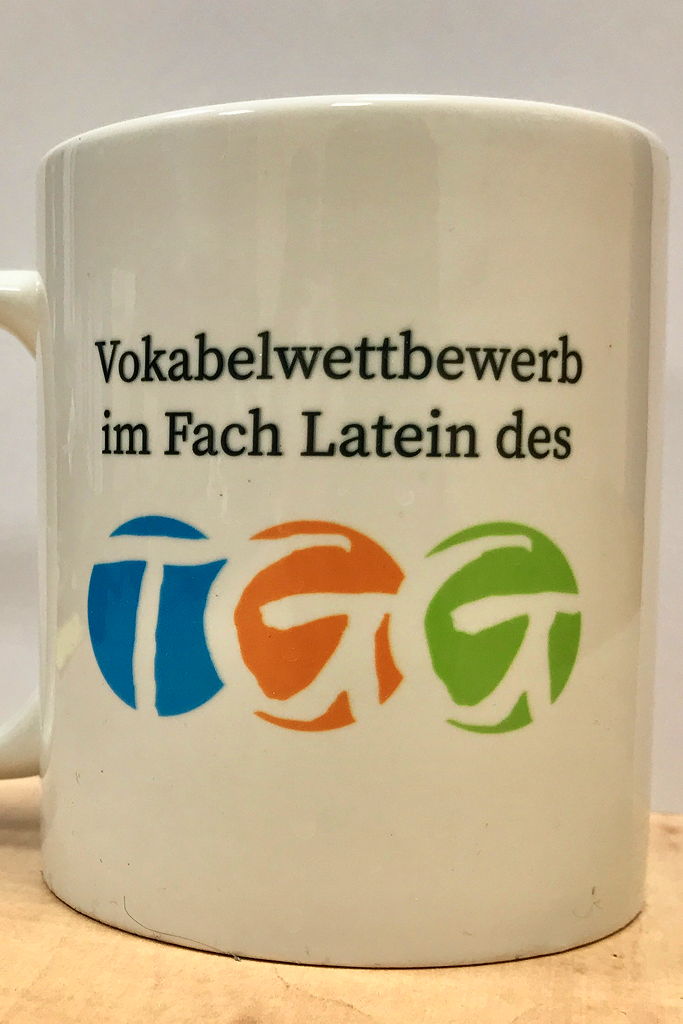 Vokabelwettbewerb
im Fach Latein des
TGG